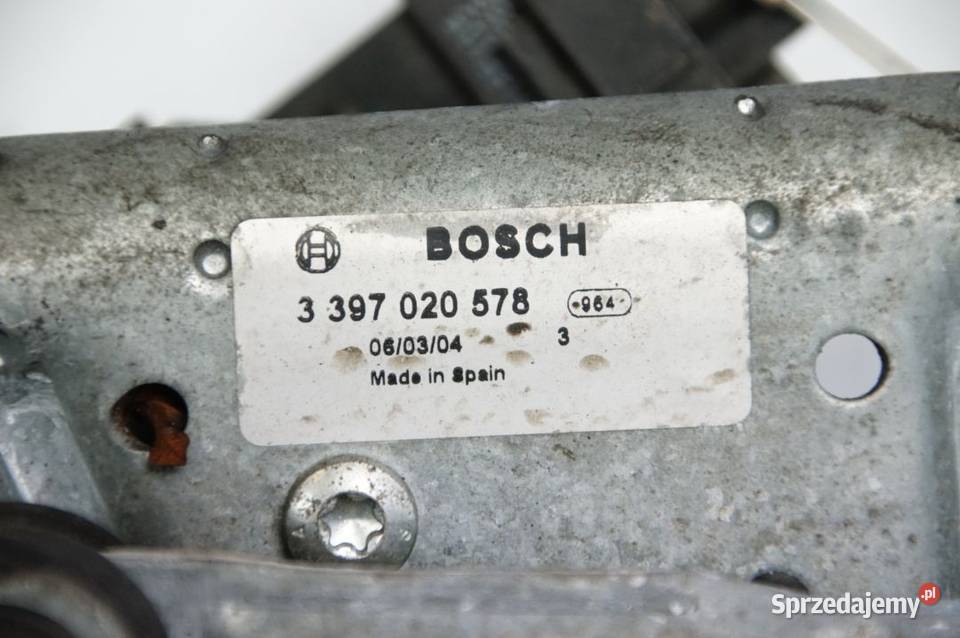 BOSCH
3 397 020 578 964
06/03/04 3
Made in Spain
Sprzedajemy.pl